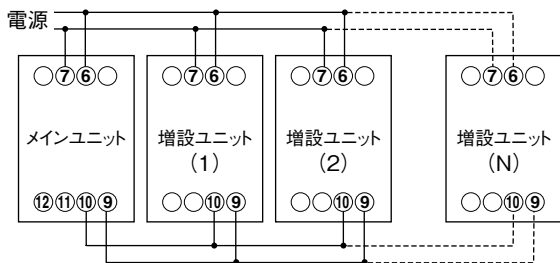 電源
⑦⑥ ⑦⑥ ⑦⑥ ⑦⑥
メインユニット 増設ユニット 増設ユニット 増設ユニット
(1) (2) (N)
⑫⑪⑩⑨ ⑩⑨ ⑩⑨ ⑩⑨